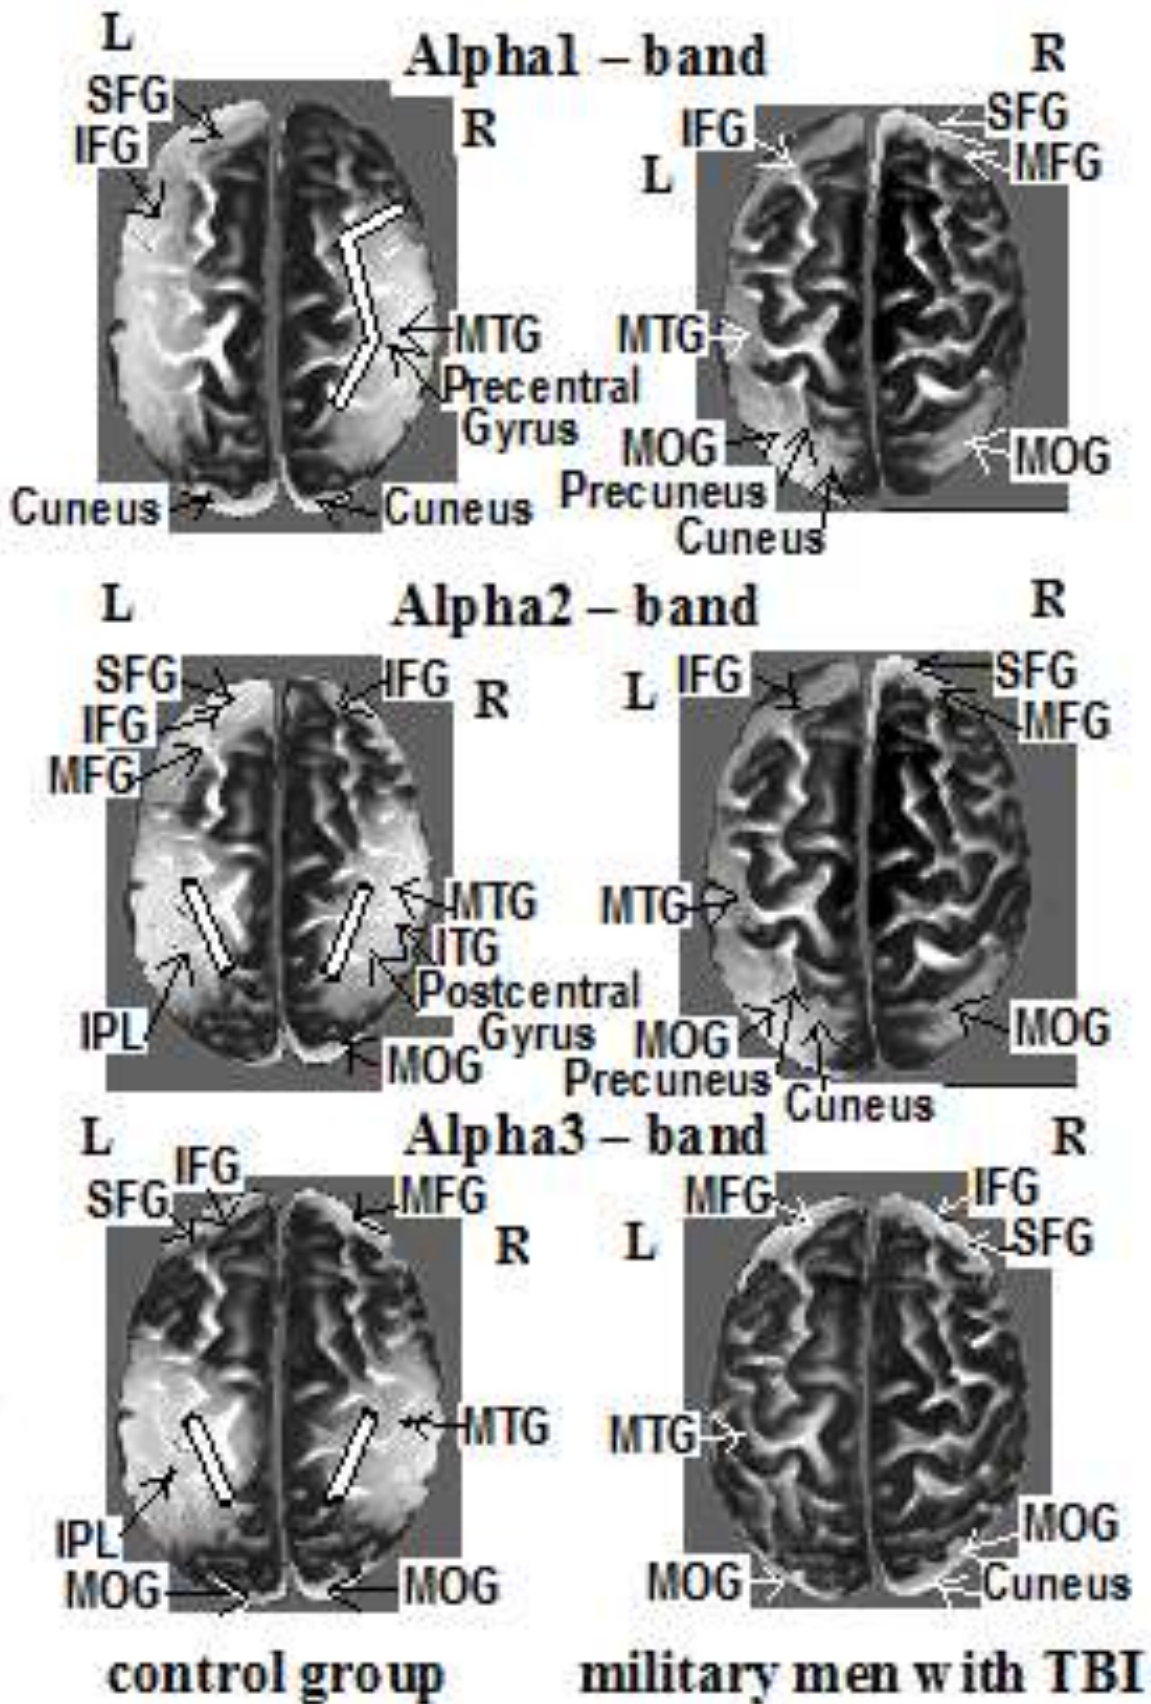 L
Alpha1 – band
R
SFG
IFG
R
IFG
SFG
MFG
L
MTG
Precentral
Gyrus
MTG
MOG
Precuneus
Cuneus
MOG
Cuneus
Cuneus
L
Alpha2 – band
R
SFG
IFG
MFG
IFG
R
L
IFG
SFG
MFG
MTG
ITG
Postcentral
Gyrus
MOG
IPL
MTG
MOG
Precuneus
Cuneus
MOG
L
Alpha3 – band
R
IFG
SFG
MFG
R
L
MFG
IFG
SFG
MTG
IPL
MOG
MOG
MTG
MOG
MOG
Cuneus
control group
military men with TBI